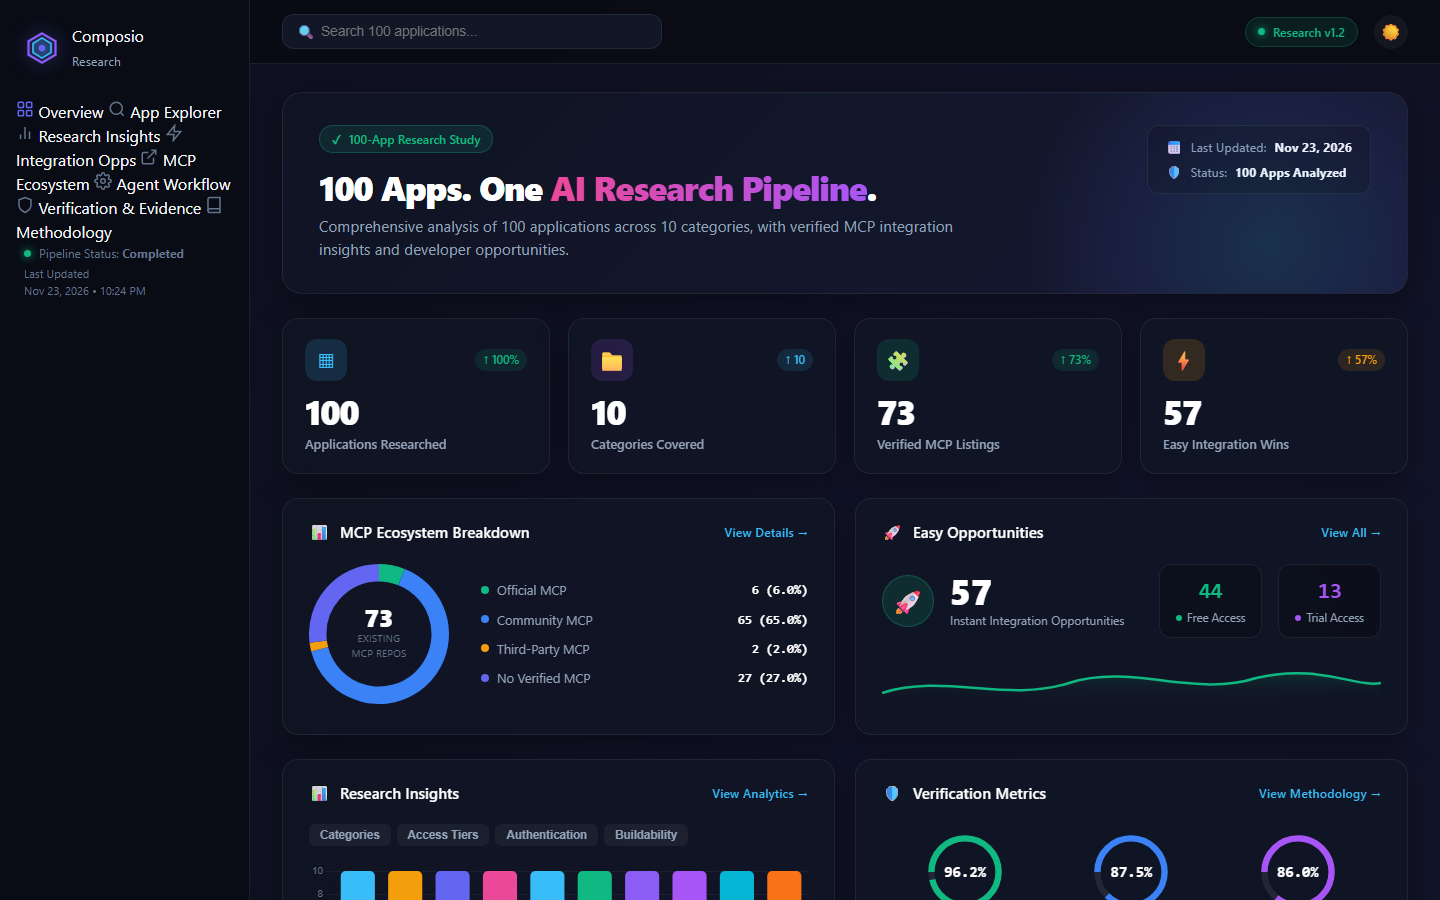 Composio
Research
Overview App Explorer
Research Insights
Integration Opps MCP
Ecosystem Agent Workflow
Verification & Evidence
Methodology
Pipeline Status: Completed
Last Updated
Nov 23, 2026 • 10:24 PM
Search 100 applications...
Research v1.2
✓ 100-App Research Study
100 Apps. One AI Research Pipeline.
Comprehensive analysis of 100 applications across 10 categories, with verified MCP integration
insights and developer opportunities.
Last Updated: Nov 23, 2026
Status: 100 Apps Analyzed
↑ 100%
100
Applications Researched
↑ 10
10
Categories Covered
↑ 73%
73
Verified MCP Listings
↑ 57%
57
Easy Integration Wins
MCP Ecosystem Breakdown
View Details →
73
EXISTING
MCP REPOS
Official MCP 6 (6.0%)
Community MCP 65 (65.0%)
Third-Party MCP 2 (2.0%)
No Verified MCP 27 (27.0%)
Easy Opportunities
View All →
57
Instant Integration Opportunities
44
Free Access
13
Trial Access
Research Insights
View Analytics →
Categories Access Tiers Authentication Buildability
10
8
Verification Metrics
View Methodology →
96.2% 87.5% 86.0%